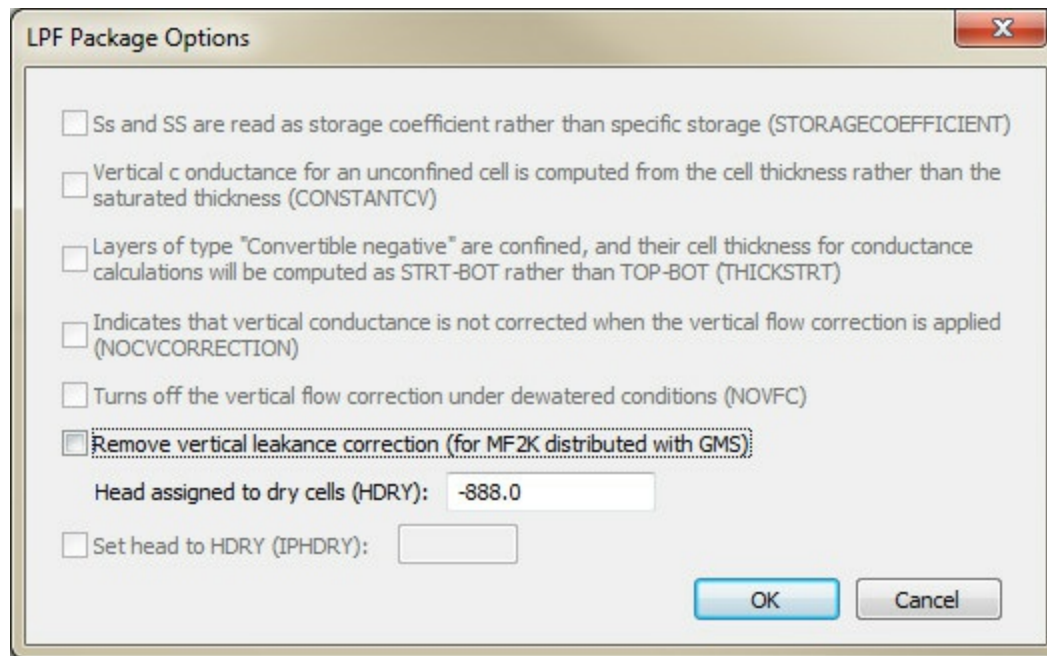 LPF Package Options
Ss and SS are read as storage coefficient rather than specific storage (STORAGECOEFFICIENT)
Vertical c onductance for an unconfined cell is computed from the cell thickness rather than the
saturated thickness (CONSTANTCV)
Layers of type "Convertible negative" are confined, and their cell thickness for conductance
calculations will be computed as STRT-BOT rather than TOP-BOT (THICKSTRT)
Indicates that vertical conductance is not corrected when the vertical flow correction is applied
(NOCVCORRECTION)
Turns off the vertical flow correction under dewatered conditions (NOVFC)
Remove vertical leakance correction (for MF2K distributed with GMS)
Head assigned to dry cells (HDRY): -888.0
Set head to HDRY (IPHDRY):
OK Cancel